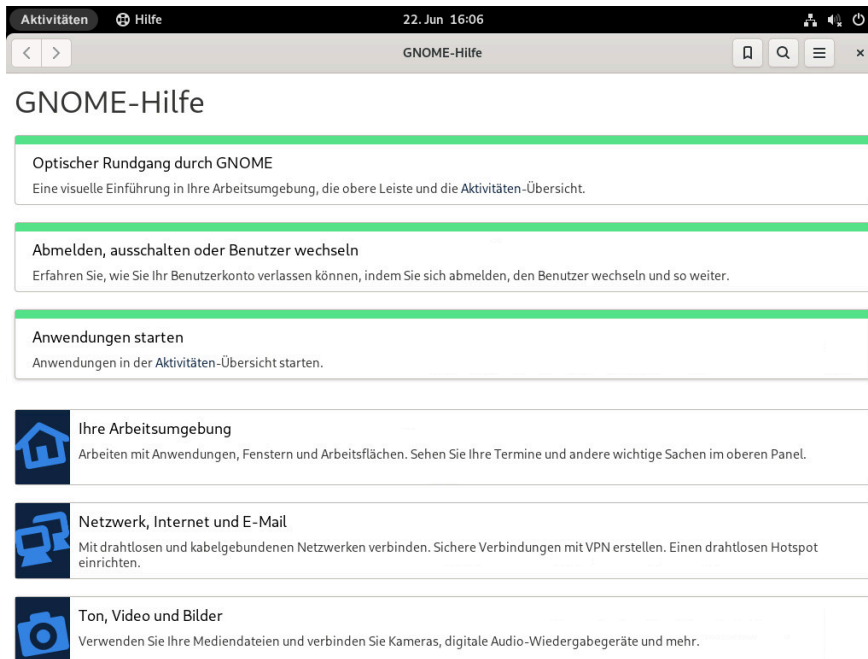 Aktivitäten Hilfe 22. Jun 16:06
GNOME-Hilfe
GNOME-Hilfe
Optischer Rundgang durch GNOME
Eine visuelle Einführung in Ihre Arbeitsumgebung, die obere Leiste und die Aktivitäten-Übersicht.
Abmelden, ausschalten oder Benutzer wechseln
Erfahren Sie, wie Sie Ihr Benutzerkonto verlassen können, indem Sie sich abmelden, den Benutzer wechseln und so weiter.
Anwendungen starten
Anwendungen in der Aktivitäten-Übersicht starten.
Ihre Arbeitsumgebung
Arbeiten mit Anwendungen, Fenstern und Arbeitsflächen. Sehen Sie Ihre Termine und andere wichtige Sachen im oberen Panel.
Netzwerk, Internet und E-Mail
Mit drahtlosen und kabelgebundenen Netzwerken verbinden. Sichere Verbindungen mit VPN erstellen. Einen drahtlosen Hotspot
einrichten.
Ton, Video und Bilder
Verwenden Sie Ihre Mediendateien und verbinden Sie Kameras, digitale Audio-Wiedergabegeräte und mehr.